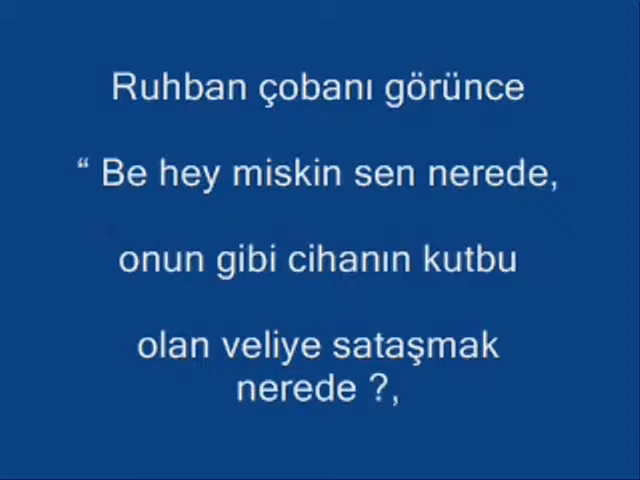 Ruhban çobanı görünce
“ Be hey miskin sen nerede,
onun gibi cihanın kutbu
olan veliye sataşmak
nerede ?,